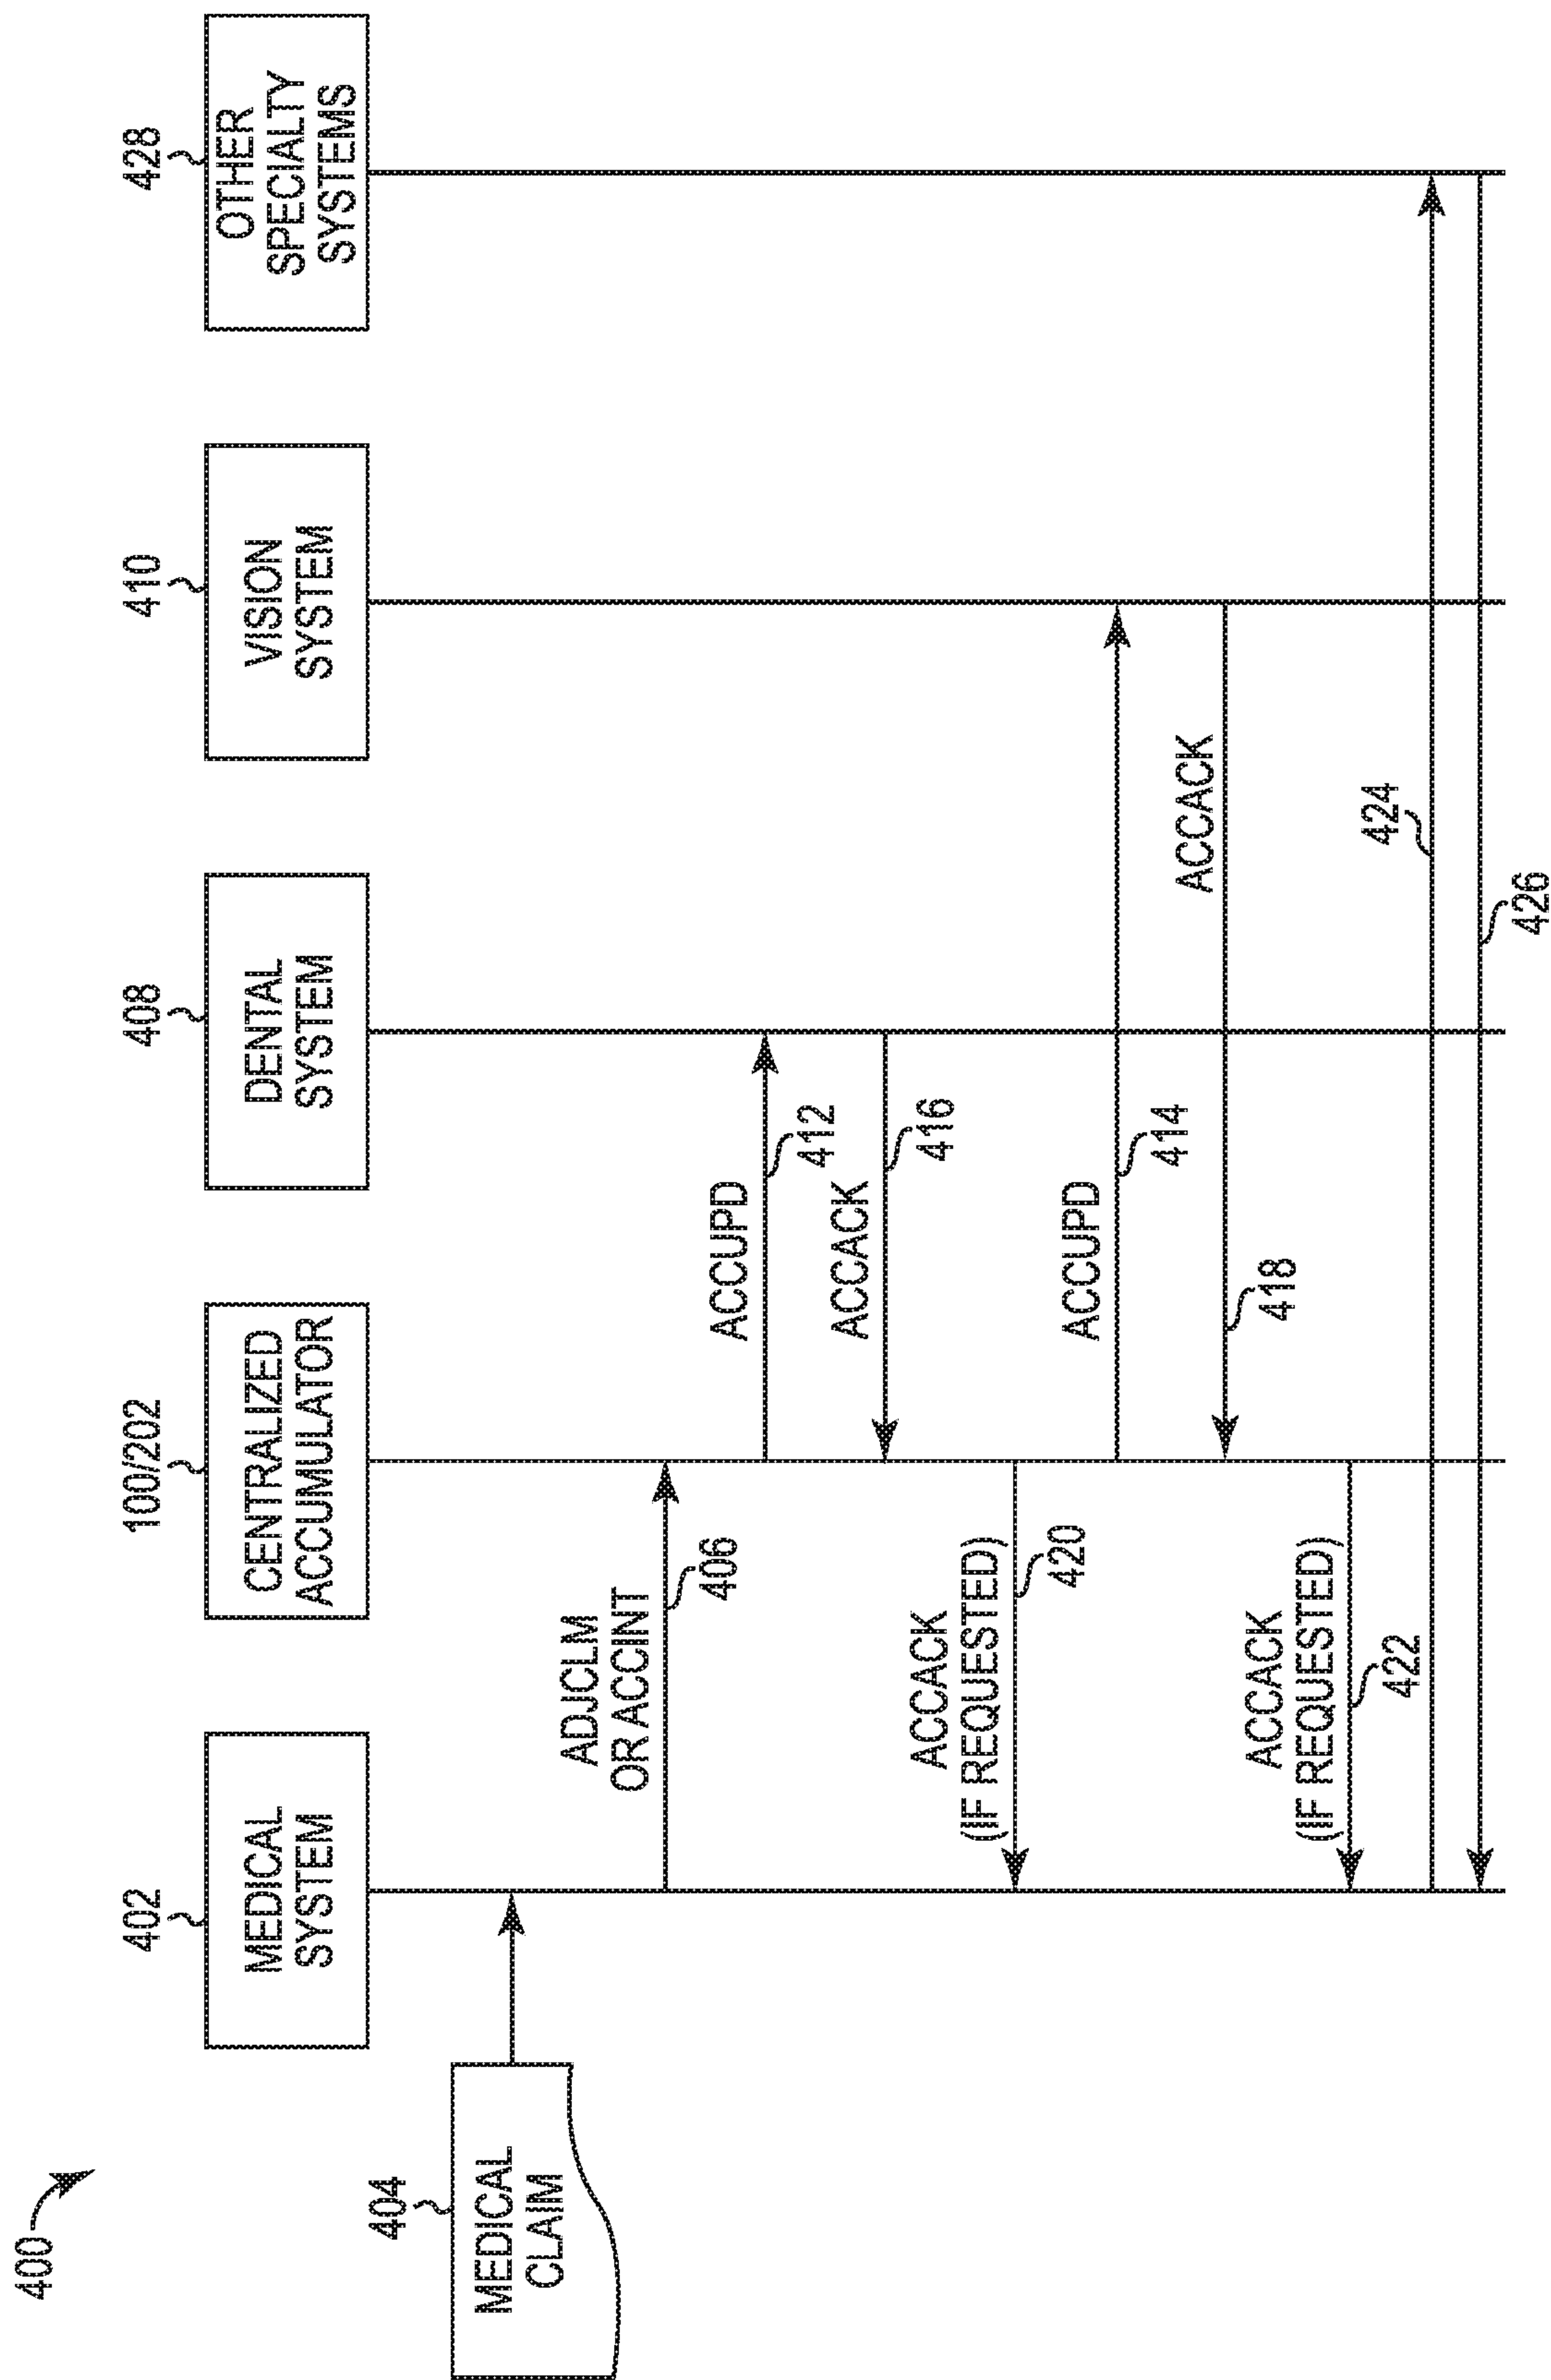 400
402
MEDICAL
SYSTEM
100/202
CENTRALIZED
ACCUMULATOR
408
DENTAL
SYSTEM
410
VISION
SYSTEM
428
OTHER
SPECIALTY
SYSTEMS
404
MEDICAL
CLAIM
ADJCLM
OR ACCINT
406
ACCUPD
412
ACCACK
416
ACCACK
(IF REQUESTED)
420
ACCUPD
414
ACCACK
418
ACCACK
(IF REQUESTED)
422
424
426